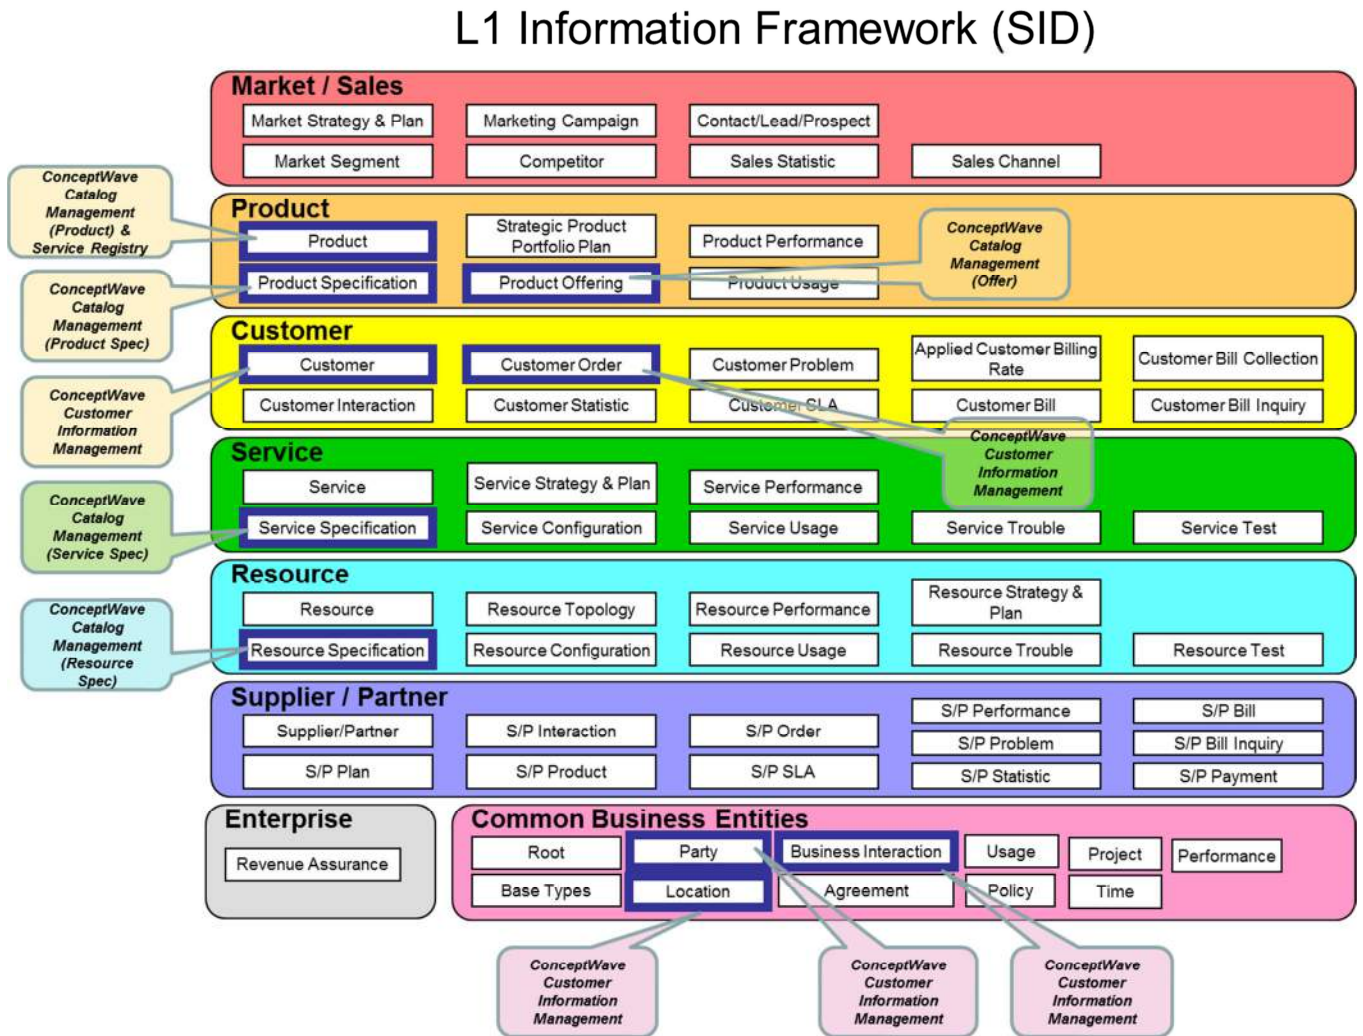 L1 Information Framework (SID)
Market / Sales
Market Strategy & Plan
Marketing Campaign
Contact/Lead/Prospect
Market Segment
Competitor
Sales Statistic
Sales Channel
ConceptWave
Catalog
Management
(Product) &
Service Registry
Product
Product
Strategic Product
Portfolio Plan
Product Performance
ConceptWave
Catalog
Management
(Offer)
Product Specification
Product Offering
Product Usage
ConceptWave
Catalog
Management
(Product Spec)
Customer
Customer
Customer Order
Customer Problem
Applied Customer Billing
Rate
Customer Bill Collection
Customer Interaction
Customer Statistic
Customer SLA
Customer Bill
Customer Bill Inquiry
ConceptWave
Customer
Information
Management
ConceptWave
Customer
Information
Management
Service
Service
Service Strategy & Plan
Service Performance
Service Specification
Service Configuration
Service Usage
Service Trouble
Service Test
ConceptWave
Catalog
Management
(Service Spec)
Resource
Resource
Resource Topology
Resource Performance
Resource Strategy &
Plan
Resource Specification
Resource Configuration
Resource Usage
Resource Trouble
Resource Test
ConceptWave
Catalog
Management
(Resource
Spec)
Supplier / Partner
Supplier/Partner
S/P Interaction
S/P Order
S/P Performance
S/P Bill
S/P Problem
S/P Bill Inquiry
S/P Plan
S/P Product
S/P SLA
S/P Statistic
S/P Payment
Enterprise
Revenue Assurance
Common Business Entities
Root
Party
Business Interaction
Usage
Project
Performance
Base Types
Location
Agreement
Policy
Time
ConceptWave
Customer
Information
Management
ConceptWave
Customer
Information
Management
ConceptWave
Customer
Information
Management